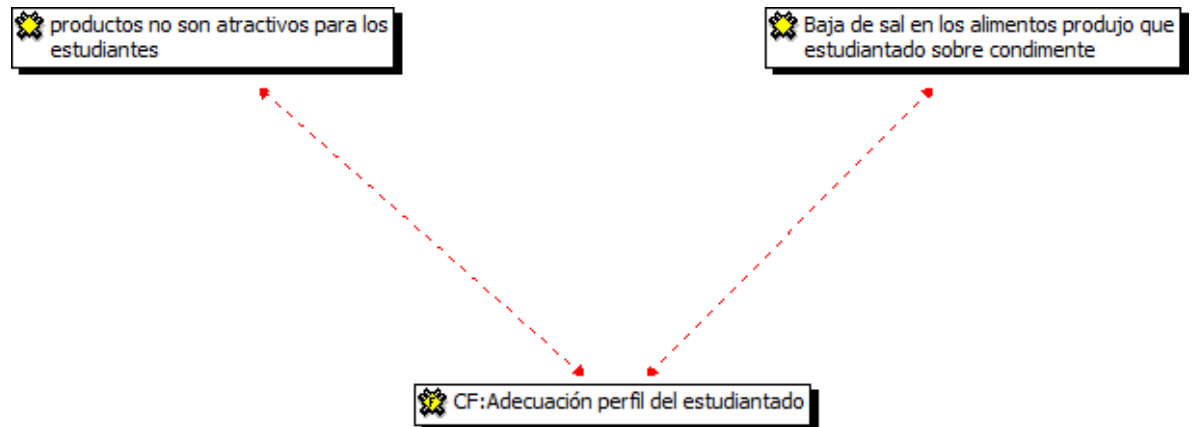 productos no son atractivos para los
estudiantes
Baja de sal en los alimentos produjo que
estudiantado sobre condimente
CF:Adecuación perfil del estudiantado